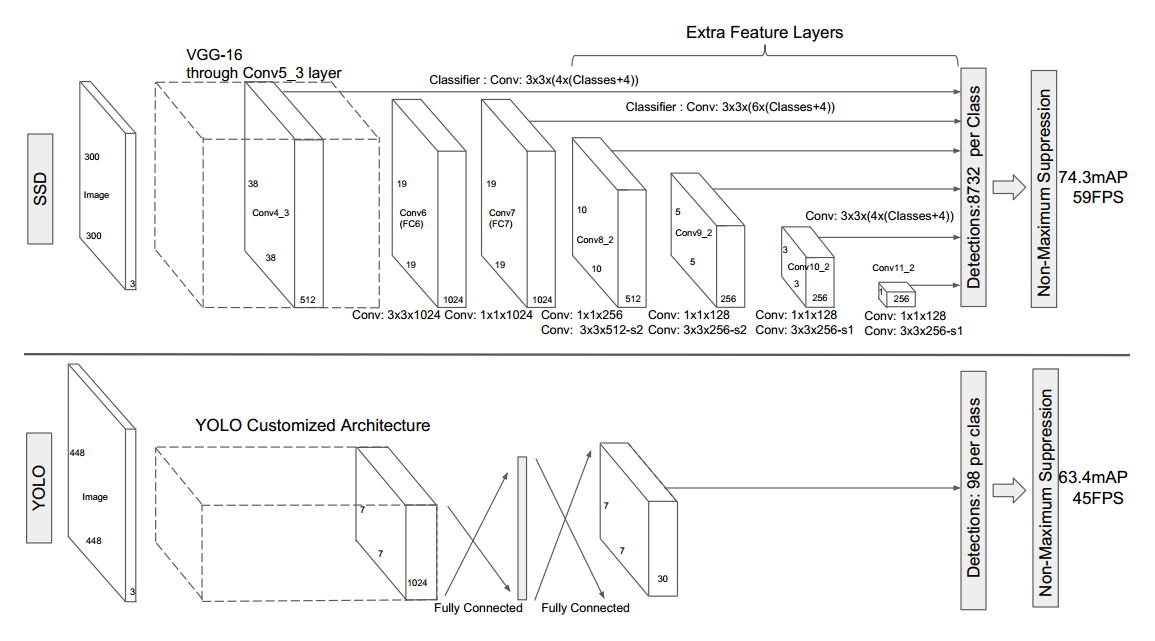 Extra Feature Layers
VGG-16
through Conv5_3 layer
Classifier : Conv: 3x3x(4x(Classes+4))
Classifier : Conv: 3x3x(6x(Classes+4))
SSD
300
Image
300
3
38
Conv4_3
38
512
19
Conv6
(FC6)
19
1024
19
Conv7
(FC7)
19
1024
10
Conv8_2
10
512
5
Conv9_2
5
256
Conv: 3x3x(4x(Classes+4))
3
Conv10_2
3
256
Conv11_2
1
256
Detections:8732 per Class
Non-Maximum Suppression
74.3mAP
59FPS
Conv: 3x3x1024
Conv: 1x1x1024
Conv: 1x1x256
Conv: 3x3x512-s2
Conv: 1x1x128
Conv: 3x3x256-s2
Conv: 1x1x128
Conv: 3x3x256-s1
Conv: 1x1x128
Conv: 3x3x256-s1
YOLO Customized Architecture
YOLO
448
Image
448
3
7
7
1024
Fully Connected
Fully Connected
7
7
30
Detections: 98 per class
Non-Maximum Suppression
63.4mAP
45FPS